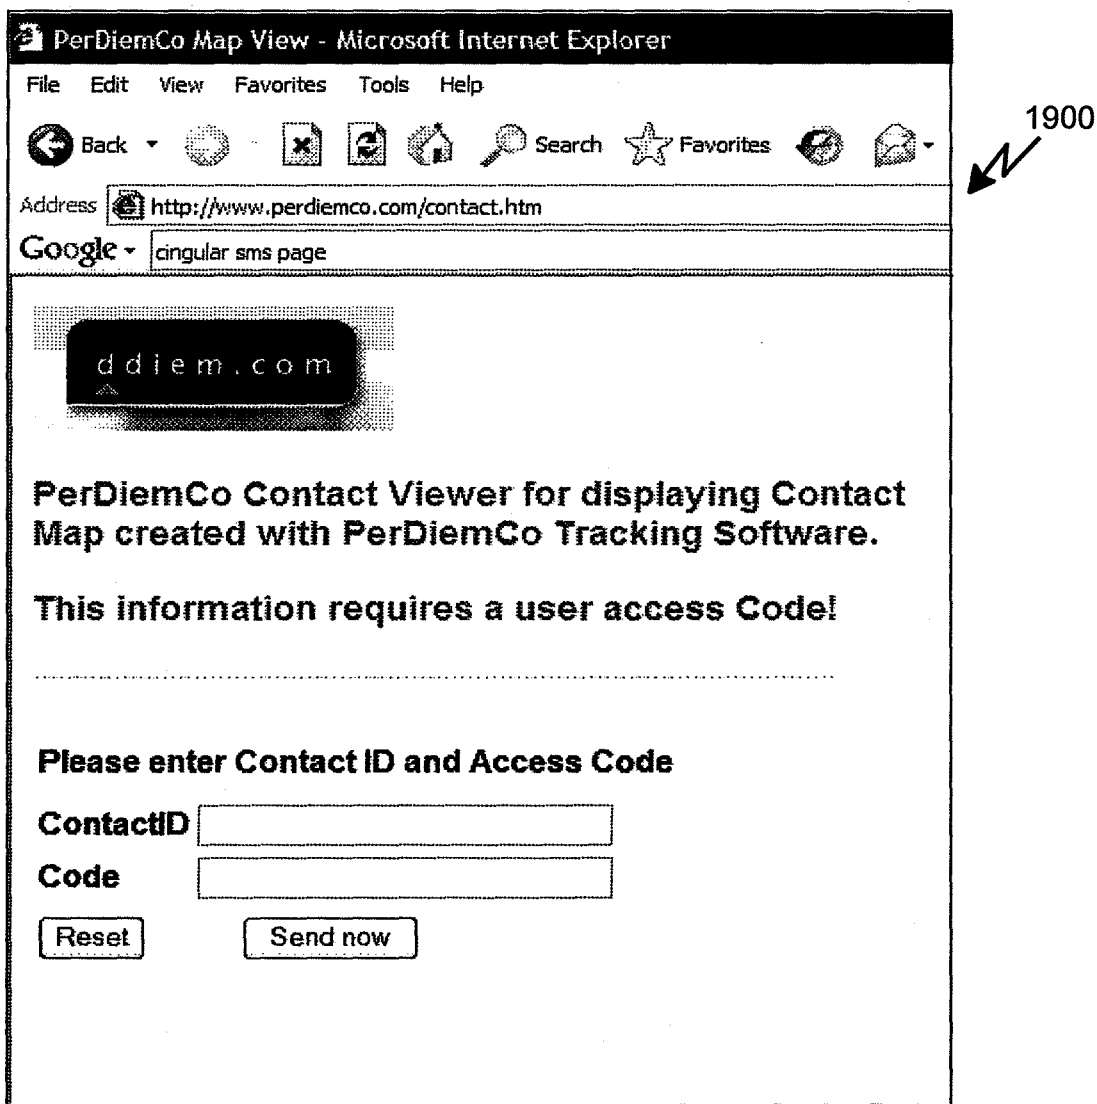 PerDiemCo Map View - Microsoft Internet Explorer
File Edit View Favorites Tools Help
1900
Back Search Favorites
Address http://www.perdiemco.com/contact.htm
Google cingular sms page
ddiem.com
PerDiemCo Contact Viewer for displaying Contact
Map created with PerDiemCo Tracking Software.
This information requires a user access Code!
Please enter Contact ID and Access Code
ContactID
Code
Reset Send now